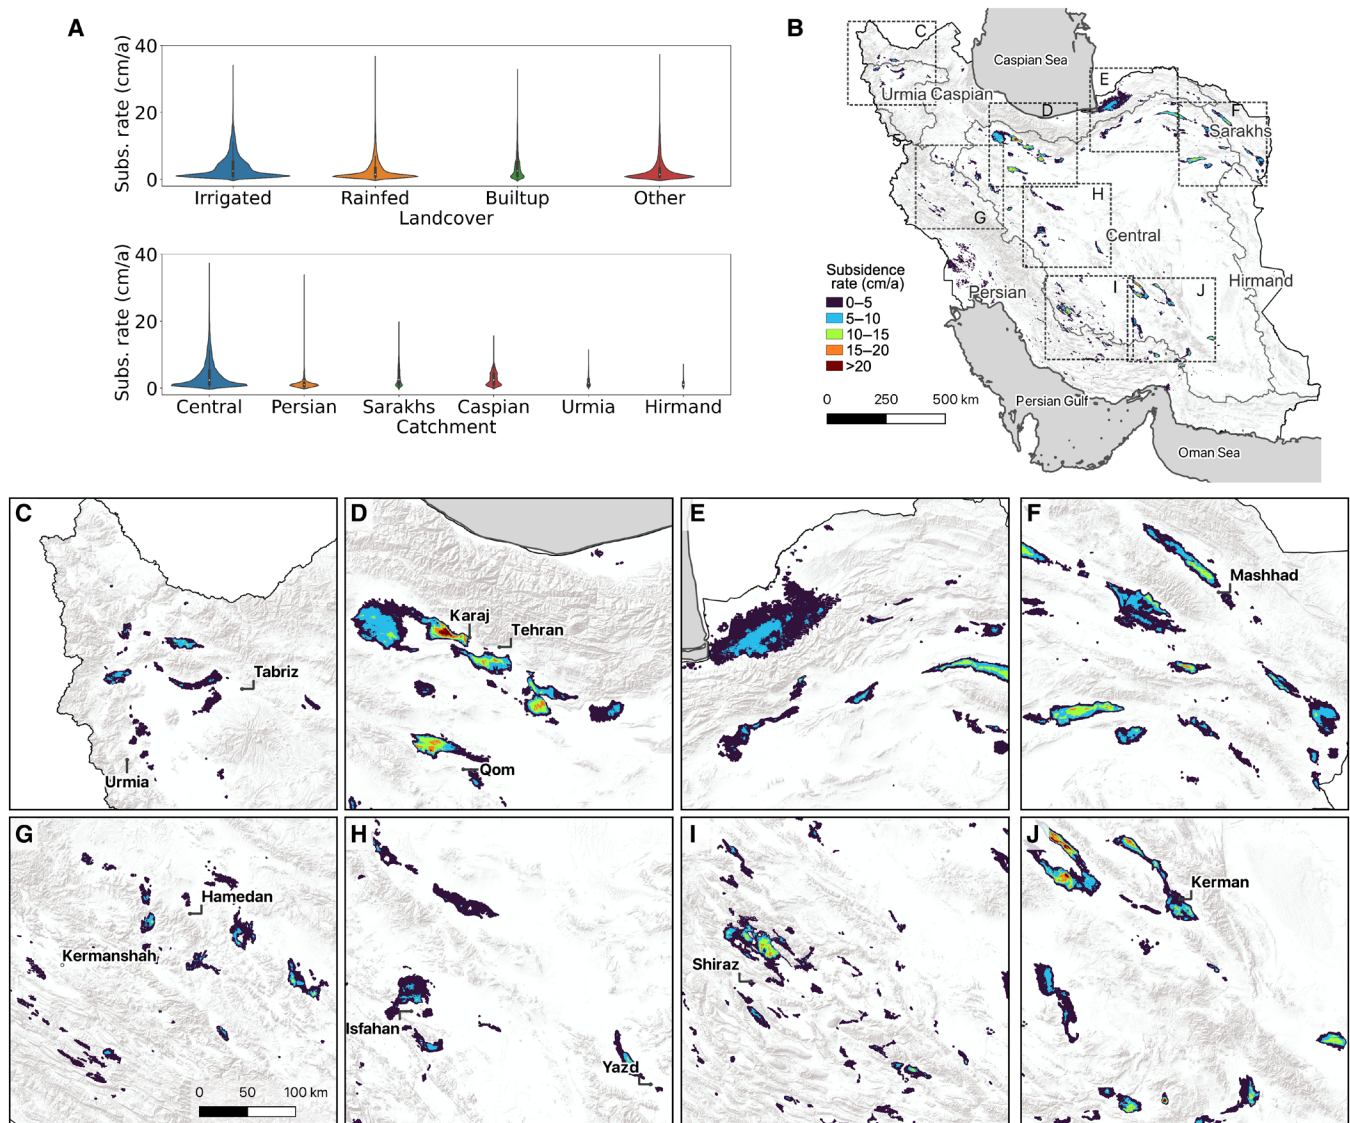 A
Subs. rate (cm/a)
40
20
0
Irrigated
Rainfed
Builtup
Other
Landcover
Subs. rate (cm/a)
40
20
0
Central
Persian
Sarakhs
Caspian
Urmia
Hirmand
Catchment
B
C
Caspian Sea
E
Urmia
Caspian
D
F
Sarakhs
G
H
Central
Persian
Hirmand
I
J
Subsidence
rate (cm/a)
0–5
5–10
10–15
15–20
>20
0 250 500 km
Persian Gulf
Oman Sea
C
Tabriz
Urmia
D
Karaj
Tehran
Qom
E
F
Mashhad
G
Hamedan
Kermanshah
0 50 100 km
H
Isfahan
Yazd
I
Shiraz
J
Kerman